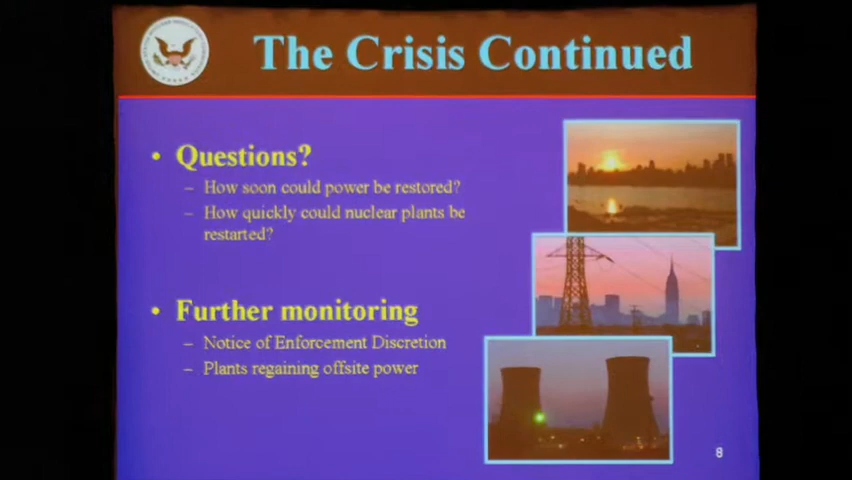 The Crisis Continued
• Questions?
– How soon could power be restored?
– How quickly could nuclear plants be
restarted?
• Further monitoring
– Notice of Enforcement Discretion
– Plants regaining offsite power
8